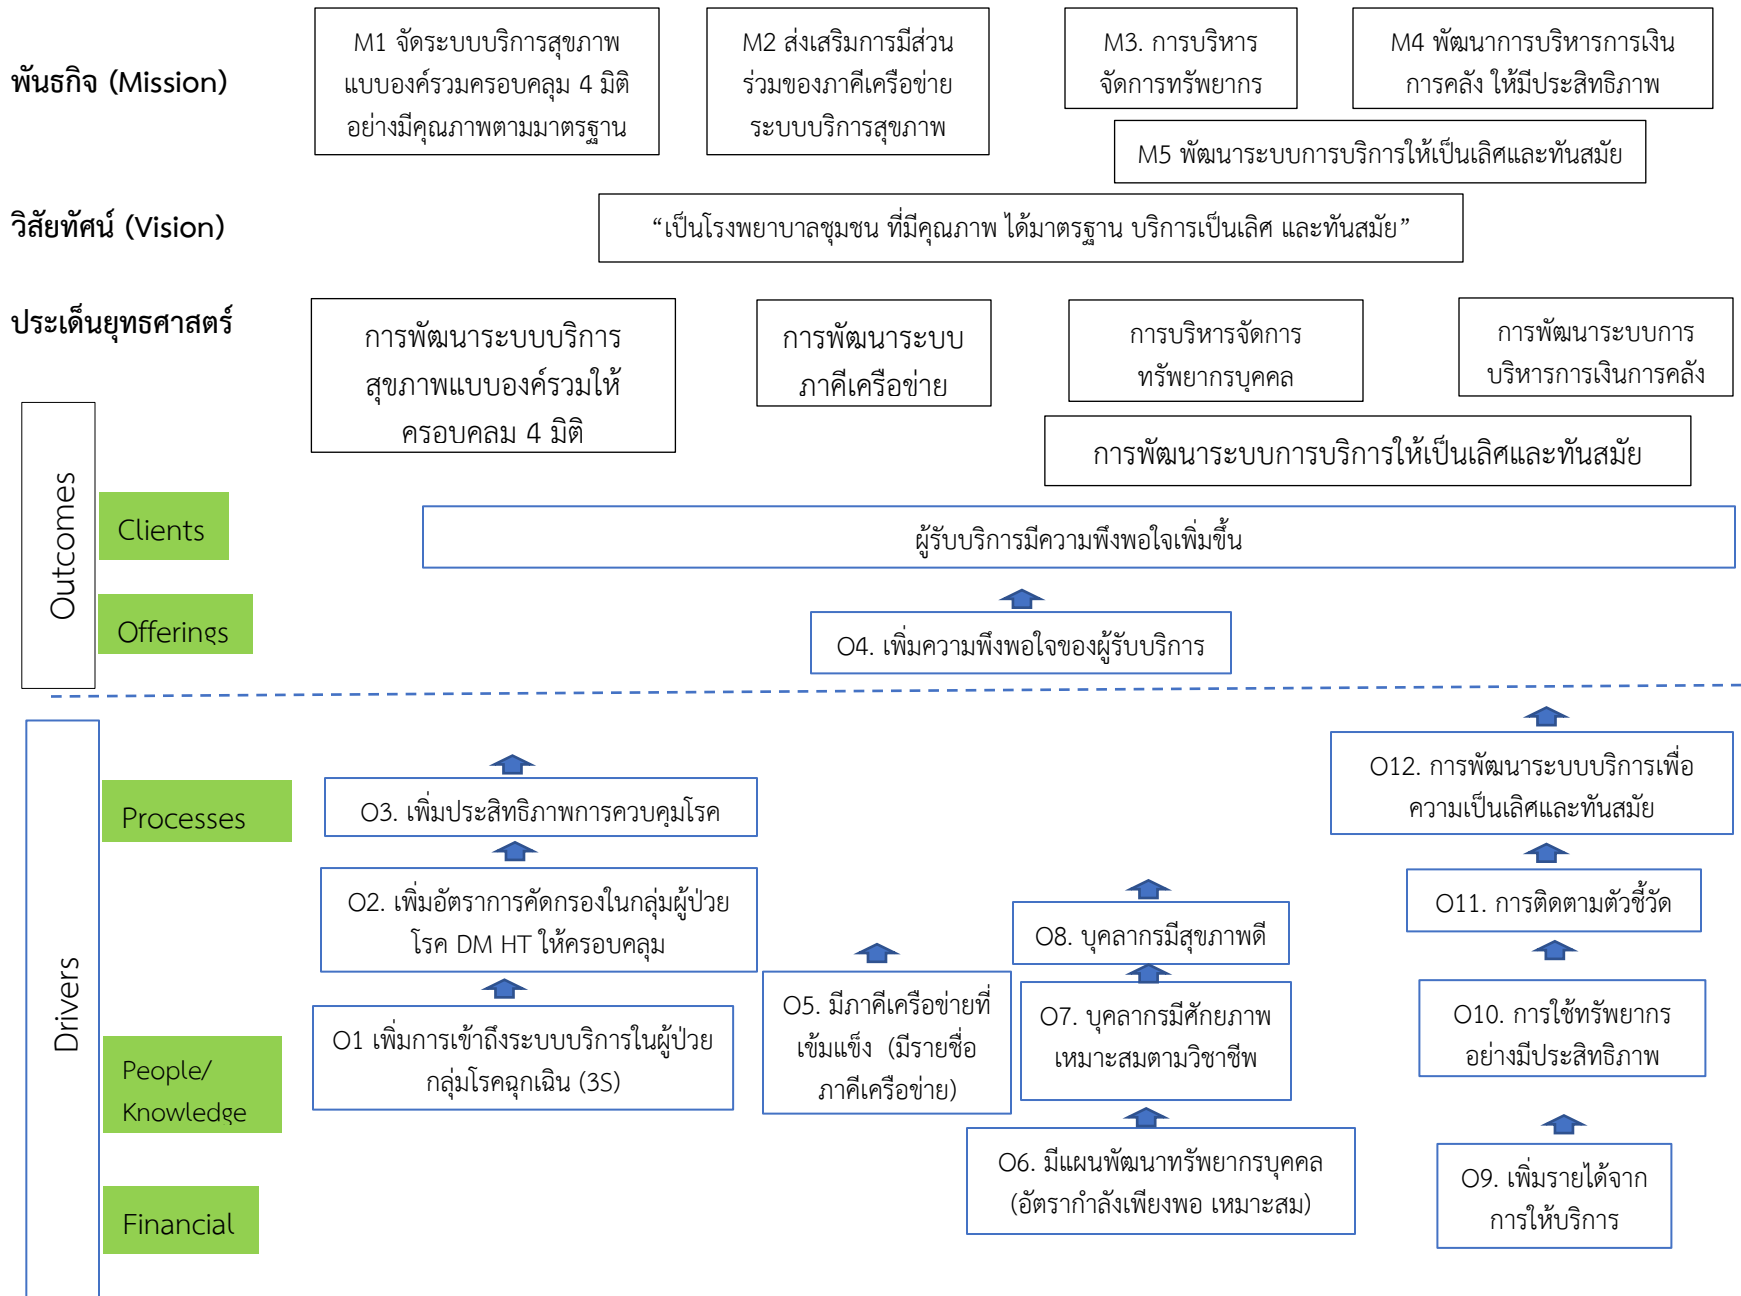 พันธกิจ (Mission)
M1 จัดระบบบริการสุขภาพ
แบบองค์รวมครอบคลุม 4 มิติ
อย่างมีคุณภาพตามมาตรฐาน
M2 ส่งเสริมการมีส่วน
ร่วมของภาคีเครือข่าย
ระบบบริการสุขภาพ
M3. การบริหาร
จัดการทรัพยากร
M4 พัฒนาการบริหารการเงิน
การคลัง ให้มีประสิทธิภาพ
M5 พัฒนาระบบการบริการให้เป็นเลิศและทันสมัย
วิสัยทัศน์ (Vision)
“เป็นโรงพยาบาลชุมชน ที่มีคุณภาพ ได้มาตรฐาน บริการเป็นเลิศ และทันสมัย”
ประเด็นยุทธศาสตร์
การพัฒนาระบบบริการ
สุขภาพแบบองค์รวมให้
ครอบคลุม 4 มิติ
การพัฒนาระบบ
ภาคีเครือข่าย
การบริหารจัดการ
ทรัพยากรบุคคล
การพัฒนาระบบการ
บริหารการเงินการคลัง
การพัฒนาระบบการบริการให้เป็นเลิศและทันสมัย
Outcomes
Clients
ผู้รับบริการมีความพึงพอใจเพิ่มขึ้น
Offerings
O4. เพิ่มความพึงพอใจของผู้รับบริการ
Drivers
Processes
O3. เพิ่มประสิทธิภาพการควบคุมโรค
O12. การพัฒนาระบบบริการเพื่อ
ความเป็นเลิศและทันสมัย
O2. เพิ่มอัตราการคัดกรองในกลุ่มผู้ป่วย
โรค DM HT ให้ครอบคลุม
O8. บุคลากรมีสุขภาพดี
O11. การติดตามตัวชี้วัด
People/
Knowledge
O1 เพิ่มการเข้าถึงระบบบริการในผู้ป่วย
กลุ่มโรคฉุกเฉิน (3S)
O5. มีภาคีเครือข่ายที่
เข้มแข็ง (มีรายชื่อ
ภาคีเครือข่าย)
O7. บุคลากรมีศักยภาพ
เหมาะสมตามวิชาชีพ
O10. การใช้ทรัพยากร
อย่างมีประสิทธิภาพ
Financial
O6. มีแผนพัฒนาทรัพยากรบุคคล
(อัตรากำลังเพียงพอ เหมาะสม)
O9. เพิ่มรายได้จาก
การให้บริการ